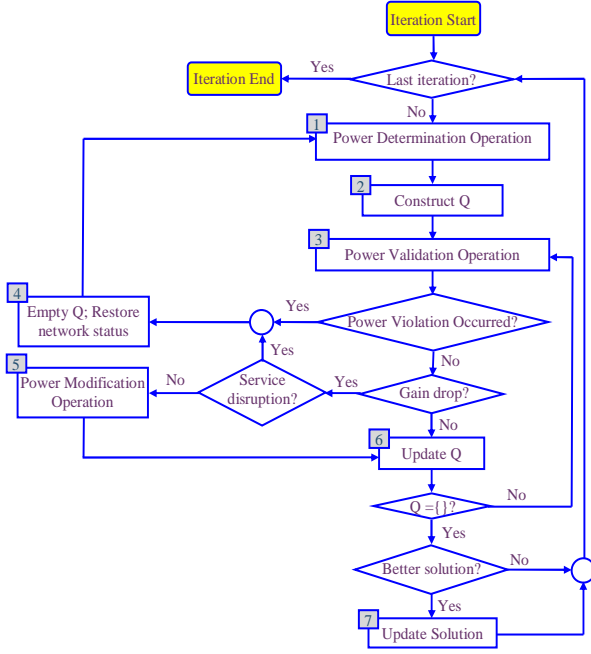 Iteration Start
Iteration End
Yes
Last iteration?
No
1
Power Determination Operation
2
Construct Q
3
Power Validation Operation
4
Empty Q; Restore
network status
Yes
Power Violation Occurred?
Yes
No
5
Power Modification
Operation
No
Service
disruption?
Yes
Gain drop?
No
6
Update Q
Q ={}?
No
Yes
Better solution?
No
Yes
7
Update Solution